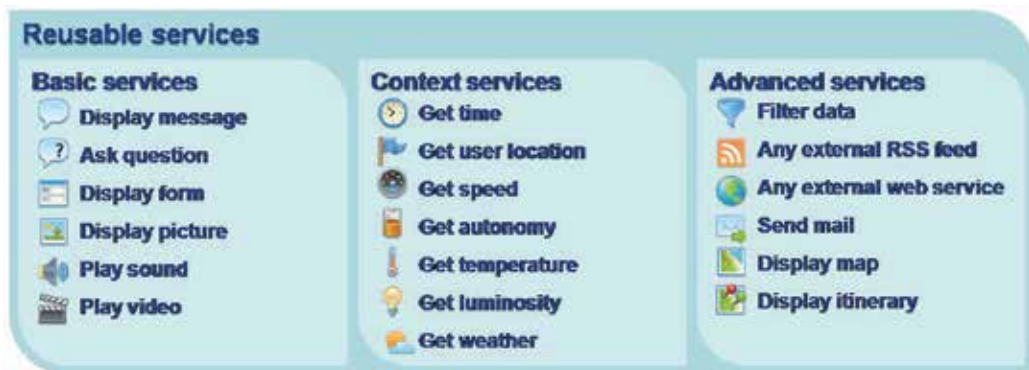 Reusable services
Basic services
Display message
Ask question
Display form
Display picture
Play sound
Play video
Context services
Get time
Get user location
Get speed
Get autonomy
Get temperature
Get luminosity
Get weather
Advanced services
Filter data
Any external RSS feed
Any external web service
Send mail
Display map
Display itinerary